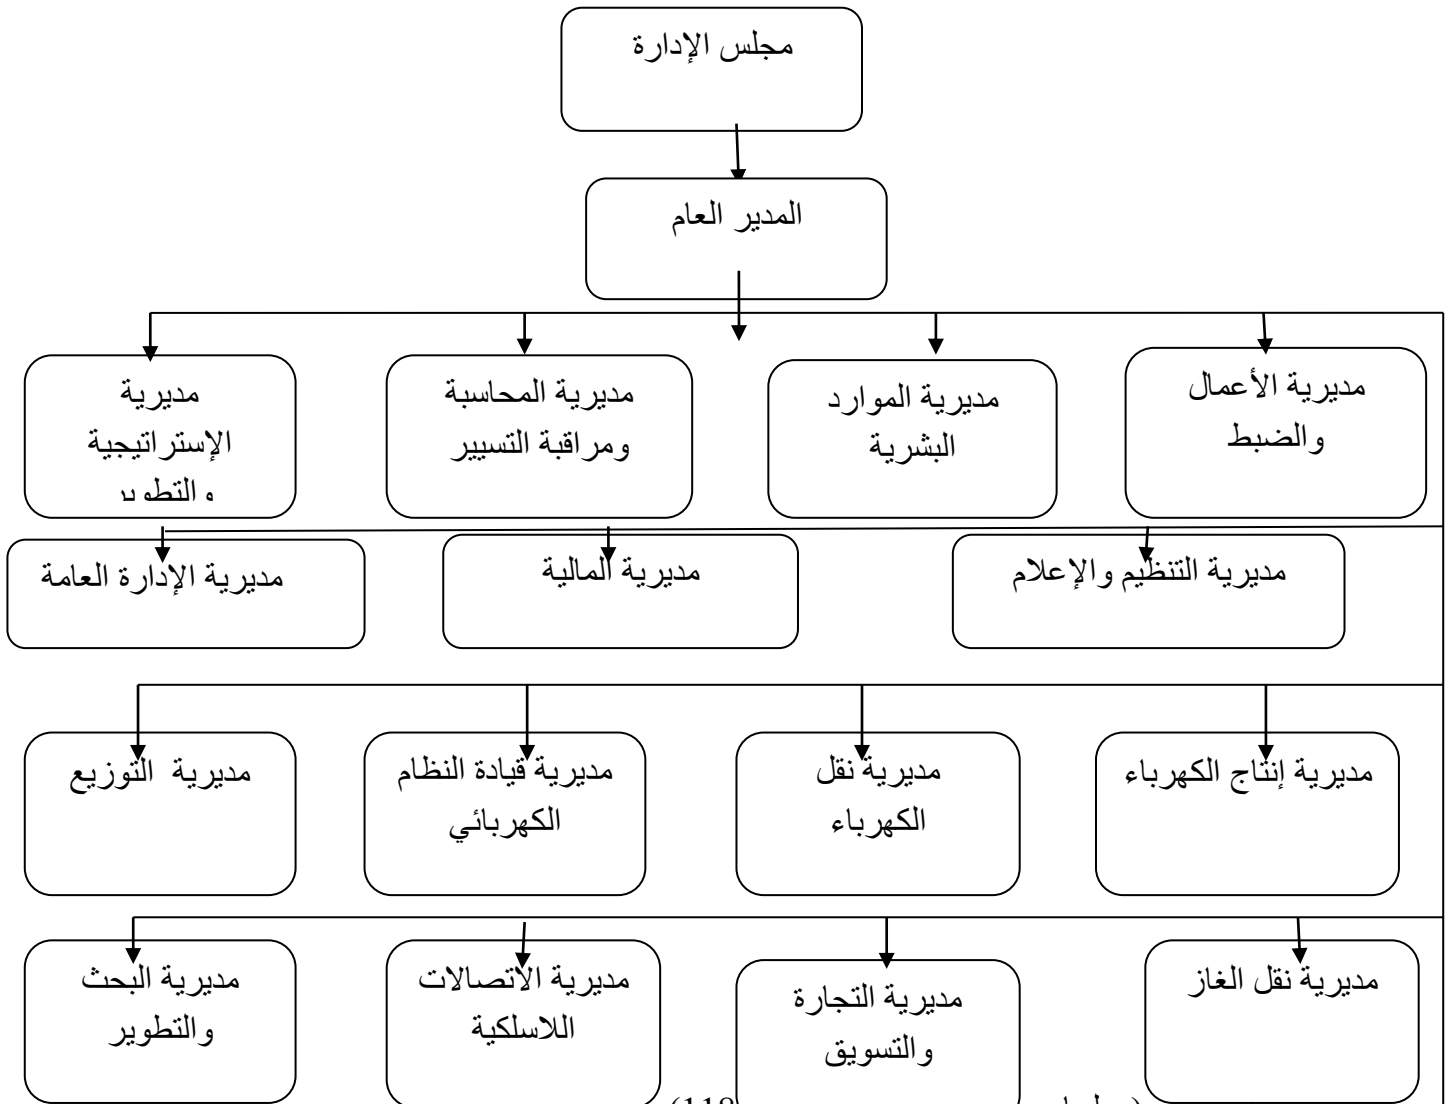 مجلس الإدارة
المدير العام
مديرية الأعمال
والضبط
مديرية الموارد
البشرية
مديرية المحاسبة
ومراقبة التسيير
مديرية
الإستراتيجية
والتطوير
مديرية التنظيم والإعلام
مديرية المالية
مديرية الإدارة العامة
مديرية إنتاج الكهرباء
مديرية نقل
الكهرباء
مديرية قيادة النظام
الكهربائي
مديرية التوزيع
مديرية نقل الغاز
مديرية التجارة
والتسويق
مديرية الاتصالات
اللاسلكية
مديرية البحث
والتطوير
118)